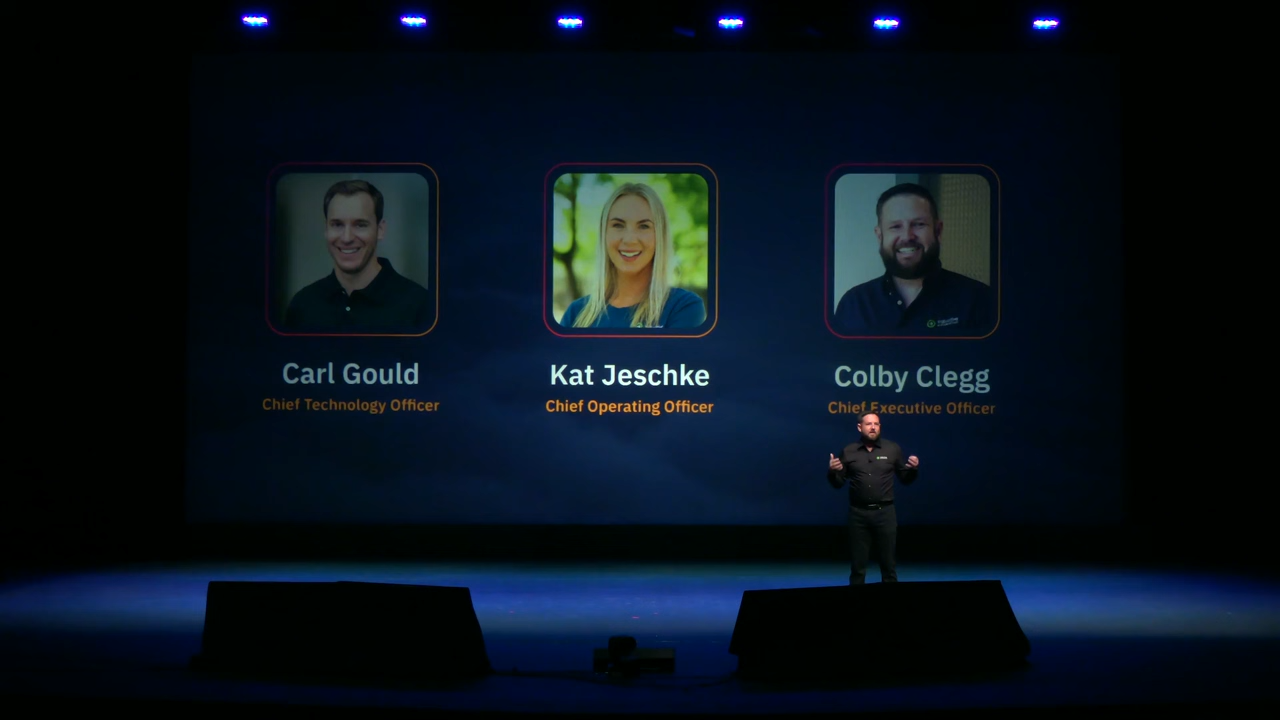 Carl Gould
Chief Technology Officer
Kat Jeschke
Chief Operating Officer
Colby Clegg
Chief Executive Officer